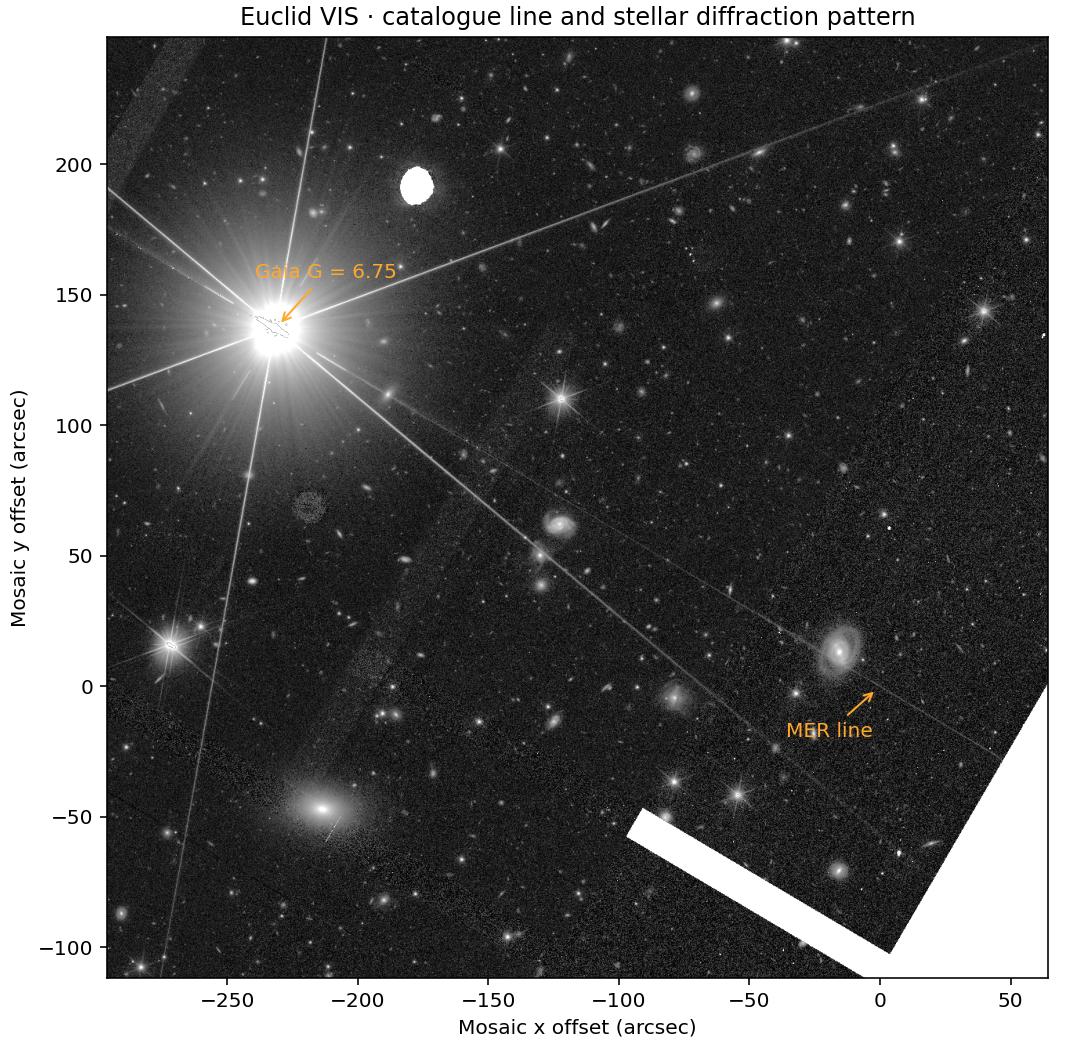 Euclid VIS · catalogue line and stellar diffraction pattern
Mosaic y offset (arcsec)
200
150
100
50
0
−50
−100
Gaia G = 6.75
MER line
−250
−200
−150
−100
−50
0
50
Mosaic x offset (arcsec)